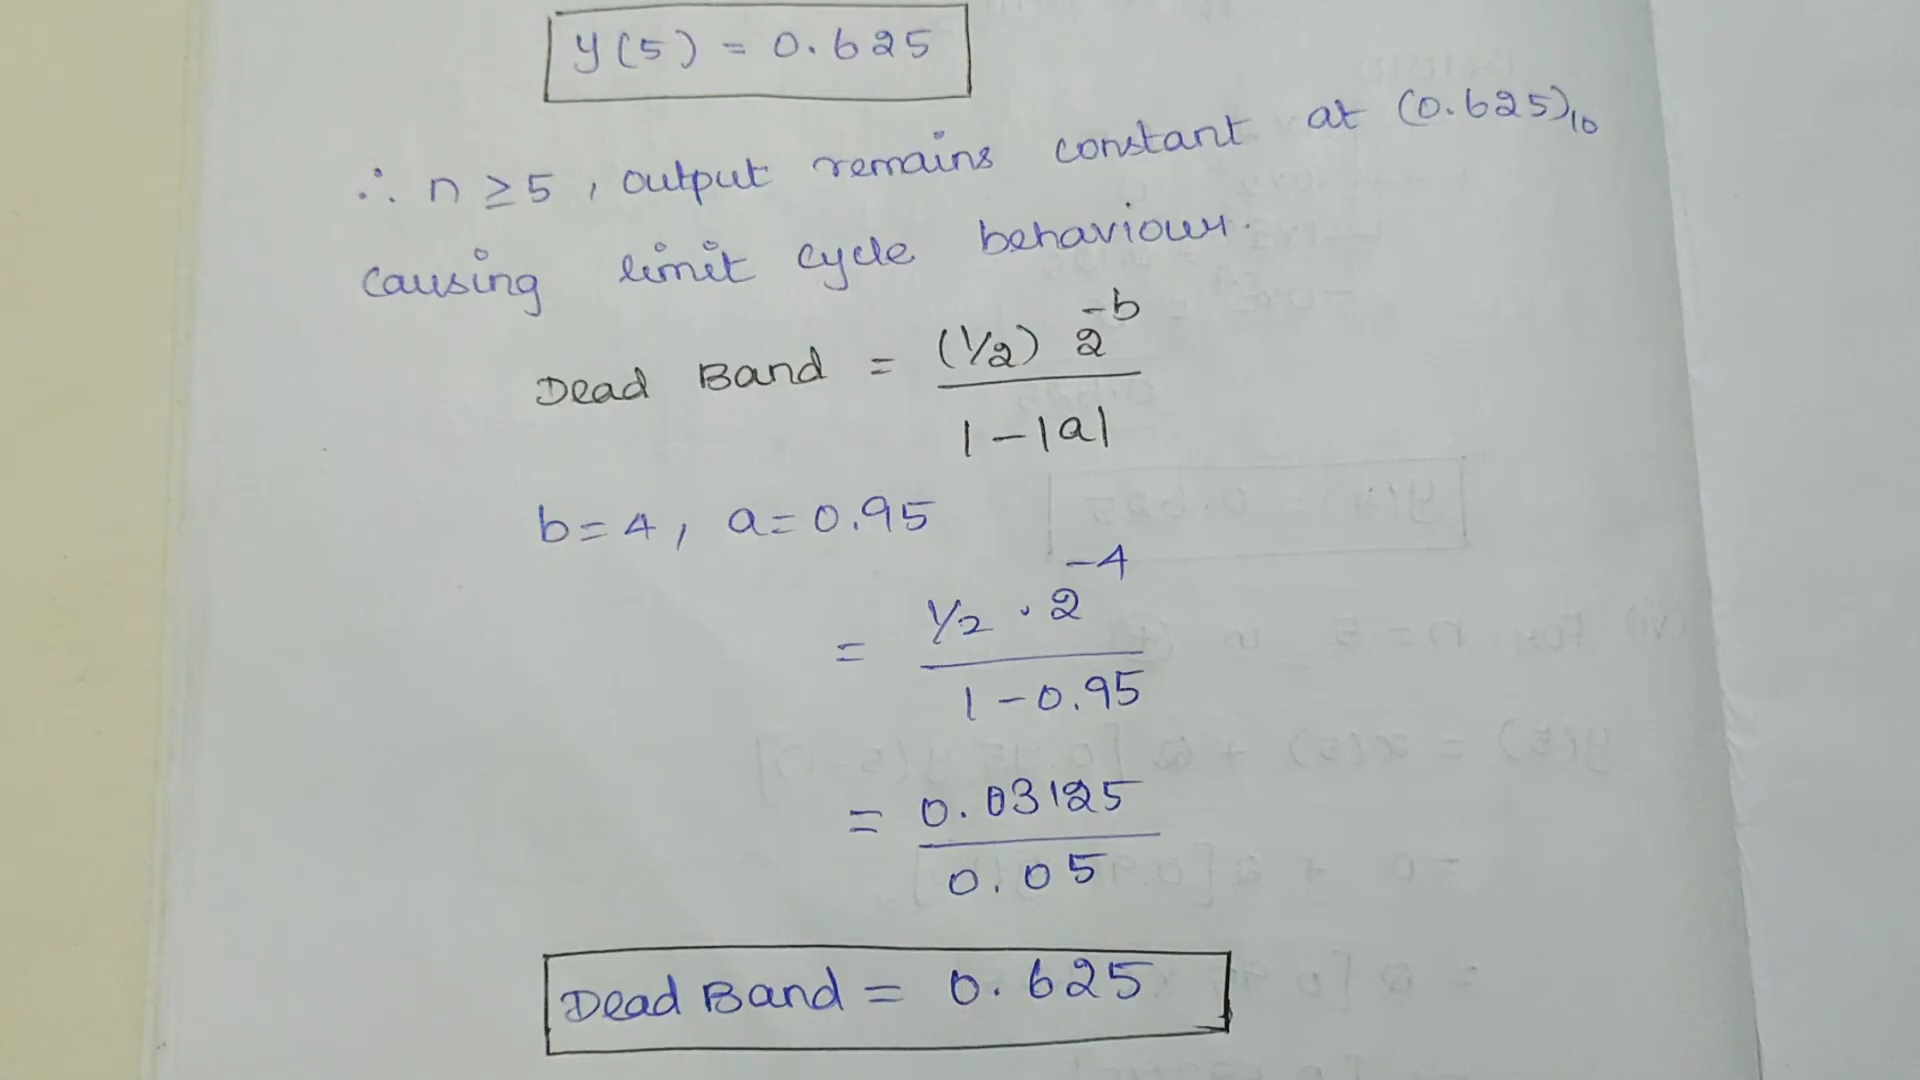 y(5) = 0.625
∴ n ≥ 5, output remains constant at (0.625)₁₀
causing limit cycle behaviour.
Dead Band = (1/2) 2^-b / 1-|a|
b=4, a=0.95
= 1/2 . 2^-4 / 1-0.95
= 0.03125 / 0.05
Dead Band = 0.625